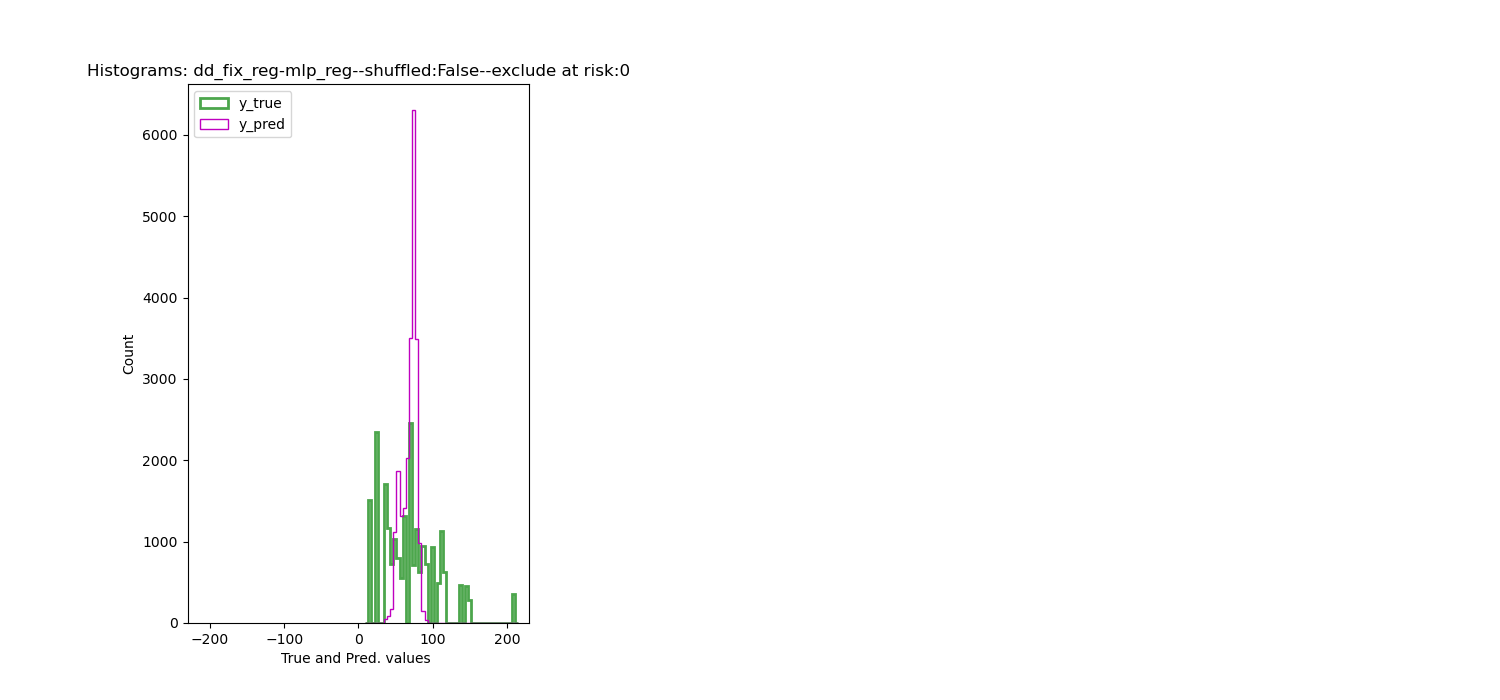 Histograms: dd_fix_reg-mlp_reg--shuffled:False--exclude at risk:0
y_true
y_pred
6000
5000
4000
3000
2000
1000
0
Count
−200 −100 0 100 200
True and Pred. values